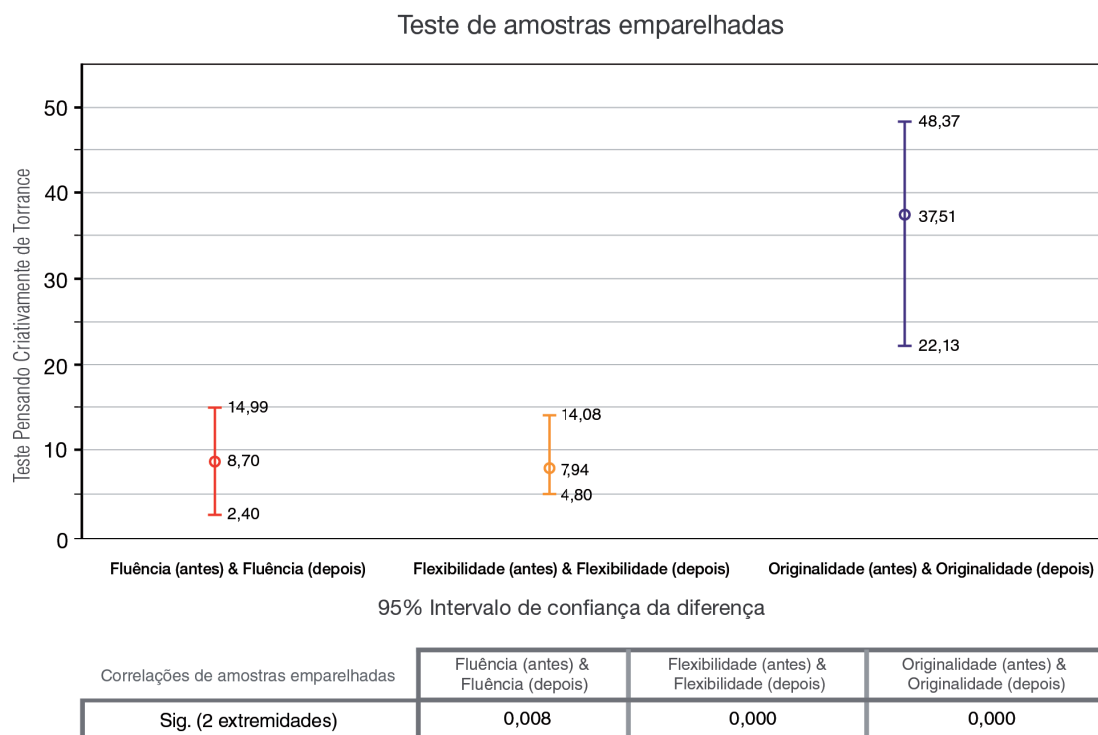 Teste de amostras emparelhadas
Teste Pensando Criativamente de Torrance
50
40
30
20
10
0
48,37
37,51
22,13
14,99
8,70
2,40
14,08
7,94
4,80
Fluência (antes) & Fluência (depois)
Flexibilidade (antes) & Flexibilidade (depois)
Originalidade (antes) & Originalidade (depois)
95% Intervalo de confiança da diferença
Correlações de amostras emparelhadas
Fluência (antes) &
Fluência (depois)
Flexibilidade (antes) &
Flexibilidade (depois)
Originalidade (antes) &
Originalidade (depois)
Sig. (2 extremidades)
0,008
0,000
0,000